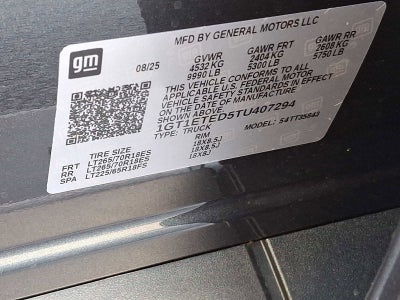 gm
MFD BY GENERAL MOTORS LLC
08/25 GVWR GAWR FRT GAWR RR
4532 KG 2404 KG 2608 KG
9990 LB 5300 LB 5750 LB
THIS VEHICLE CONFORMS TO ALL
APPLICABLE U.S. FEDERAL MOTOR
VEHICLE SAFETY STANDARDS IN EFFECT
ON THE DATE OF MANUFACTURE
SHOWN ABOVE.
1GT1ETED5TU407294
TYPE: TRUCK MODEL: S4TT35843
TIRE SIZE RIM
FRT LT265/70R18ES 18X8.5J
RR LT265/70R18ES 18X8.5J
SPA LT225/65R18FS 18X8J